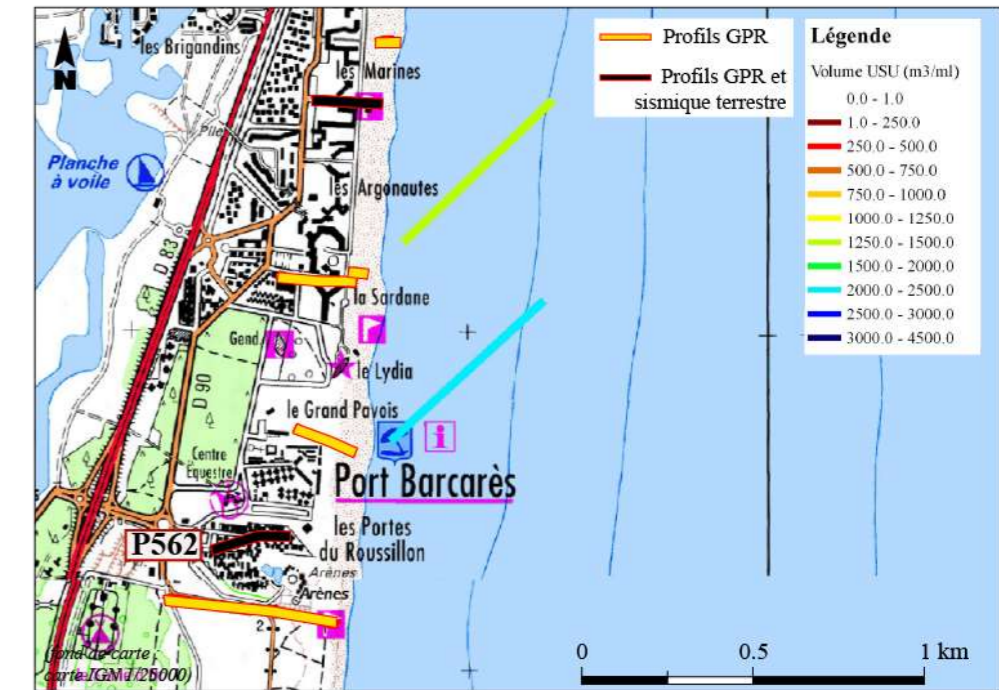 N
les Brigandins
les Marines
Pile
Planche
à voile
les Argonautes
D 83
la Sardane
Gend.
le Lydia
D 90
le Grand Pavois
Centre
Equestre
Port Barcarès
les Portes
du Roussillon
P562
Arènes
Arènes
2
(fond de carte
carte IGN 1/25000)
Profils GPR
Profils GPR et
sismique terrestre
Légende
Volume USU (m3/ml)
0.0 - 1.0
1.0 - 250.0
250.0 - 500.0
500.0 - 750.0
750.0 - 1000.0
1000.0 - 1250.0
1250.0 - 1500.0
1500.0 - 2000.0
2000.0 - 2500.0
2500.0 - 3000.0
3000.0 - 4500.0
0 0.5 1 km